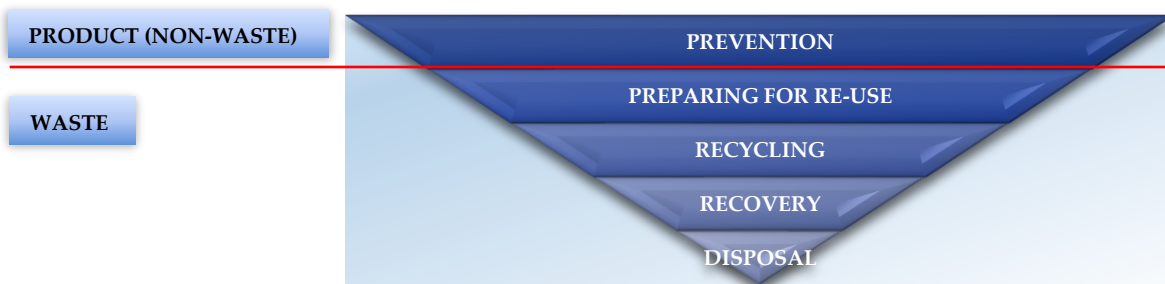 PRODUCT (NON-WASTE)
PREVENTION
PREPARING FOR RE-USE
WASTE
RECYCLING
RECOVERY
DISPOSAL